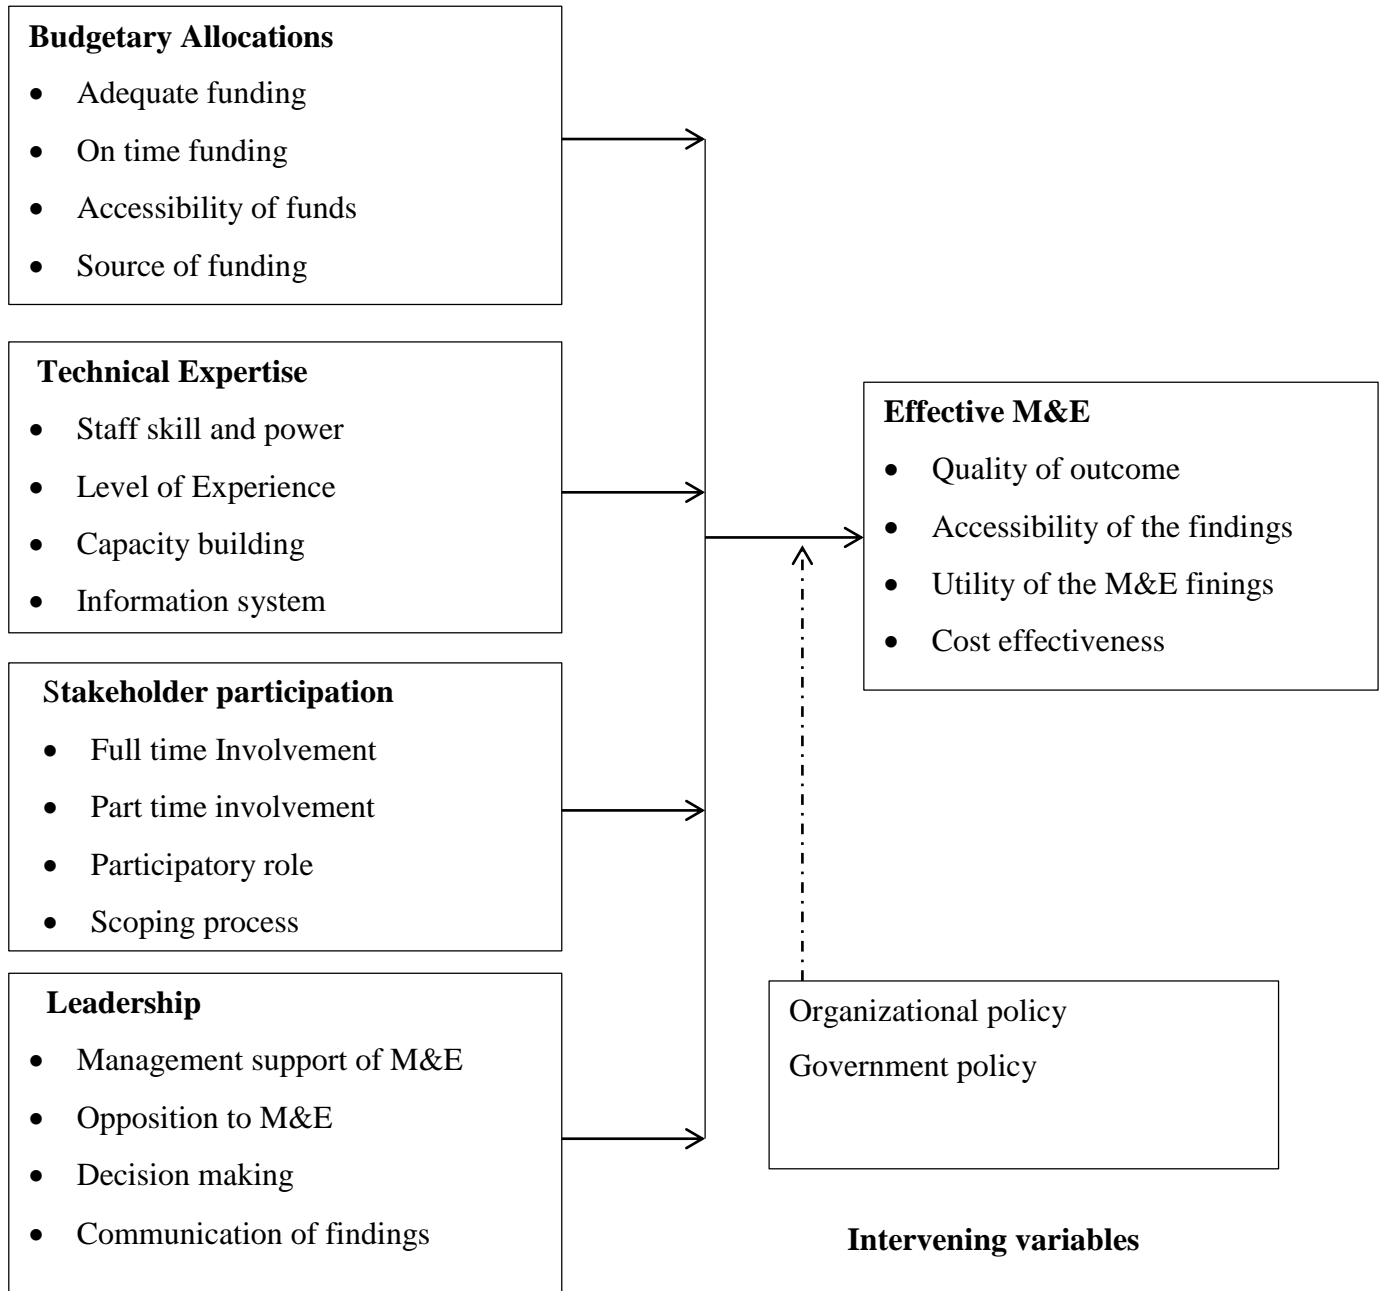 Budgetary Allocations
• Adequate funding
• On time funding
• Accessibility of funds
• Source of funding
Technical Expertise
• Staff skill and power
• Level of Experience
• Capacity building
• Information system
Stakeholder participation
• Full time Involvement
• Part time involvement
• Participatory role
• Scoping process
Leadership
• Management support of M&E
• Opposition to M&E
• Decision making
• Communication of findings
Effective M&E
• Quality of outcome
• Accessibility of the findings
• Utility of the M&E finings
• Cost effectiveness
Organizational policy
Government policy
Intervening variables